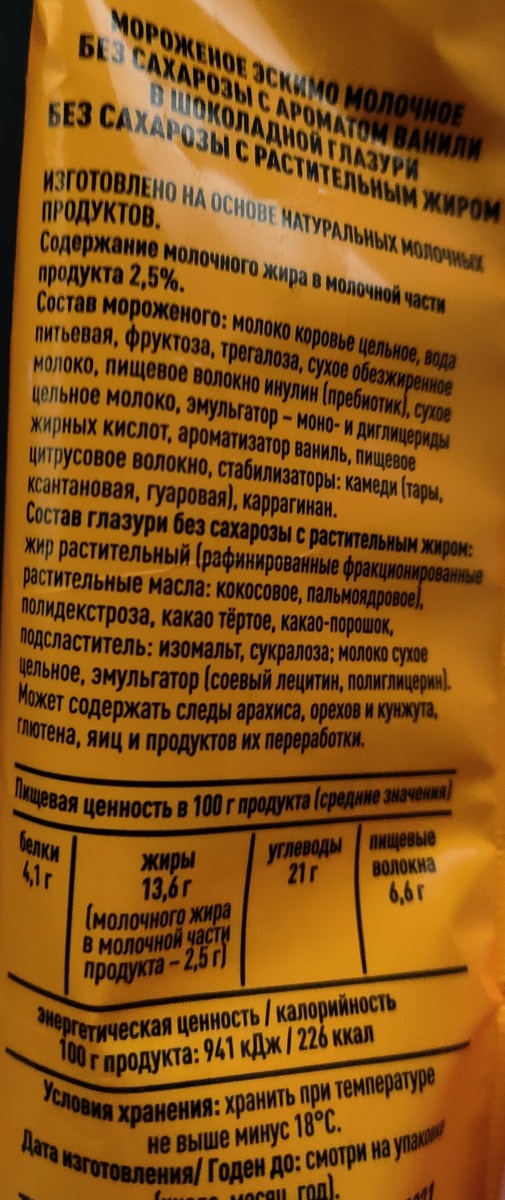 МОРОЖЕНОЕ ЭСКИМО МОЛОЧНОЕ
БЕЗ САХАРОЗЫ С АРОМАТОМ ВАНИЛИ
В ШОКОЛАДНОЙ ГЛАЗУРИ
БЕЗ САХАРОЗЫ С РАСТИТЕЛЬНЫМ ЖИРОМ
ИЗГОТОВЛЕНО НА ОСНОВЕ НАТУРАЛЬНЫХ МОЛОЧНЫХ
ПРОДУКТОВ.
Содержание молочного жира в молочной части
продукта 2,5%.
Состав мороженого: молоко коровье цельное, вода
питьевая, фруктоза, трегалоза, сухое обезжиренное
молоко, пищевое волокно инулин (пребиотик), сухое
цельное молоко, эмульгатор – моно- и диглицериды
жирных кислот, ароматизатор ваниль, пищевое
цитрусовое волокно, стабилизаторы: камеди (тары,
ксантановая, гуаровая), каррагинан.
Состав глазури без сахарозы с растительным жиром:
жир растительный (рафинированные фракционированные
растительные масла: кокосовое, пальмоядровое),
полидекстроза, какао тёртое, какао-порошок,
подсластитель: изомальт, сукралоза; молоко сухое
цельное, эмульгатор (соевый лецитин, полиглицерин).
Может содержать следы арахиса, орехов и кунжута,
глютена, яиц и продуктов их переработки.
Пищевая ценность в 100 г продукта (средние значения)
белки
4,1 г
жиры
13,6 г
(молочного жира
в молочной части
продукта – 2,5 г)
углеводы
21 г
пищевые
волокна
6,6 г
энергетическая ценность / калорийность
100 г продукта: 941 кДж / 226 ккал
Условия хранения: хранить при температуре
не выше минус 18°С.
Дата изготовления/ Годен до: смотри на упаковке
месяц, год).